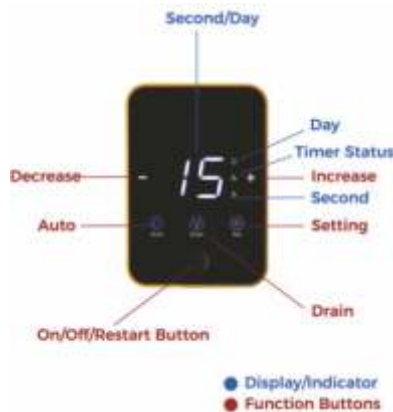 Second/Day
Day
Timer Status
Decrease
- 15 +
Increase
Second
Auto
Setting
Drain
On/Off/Restart Button
Display/Indicator
Function Buttons